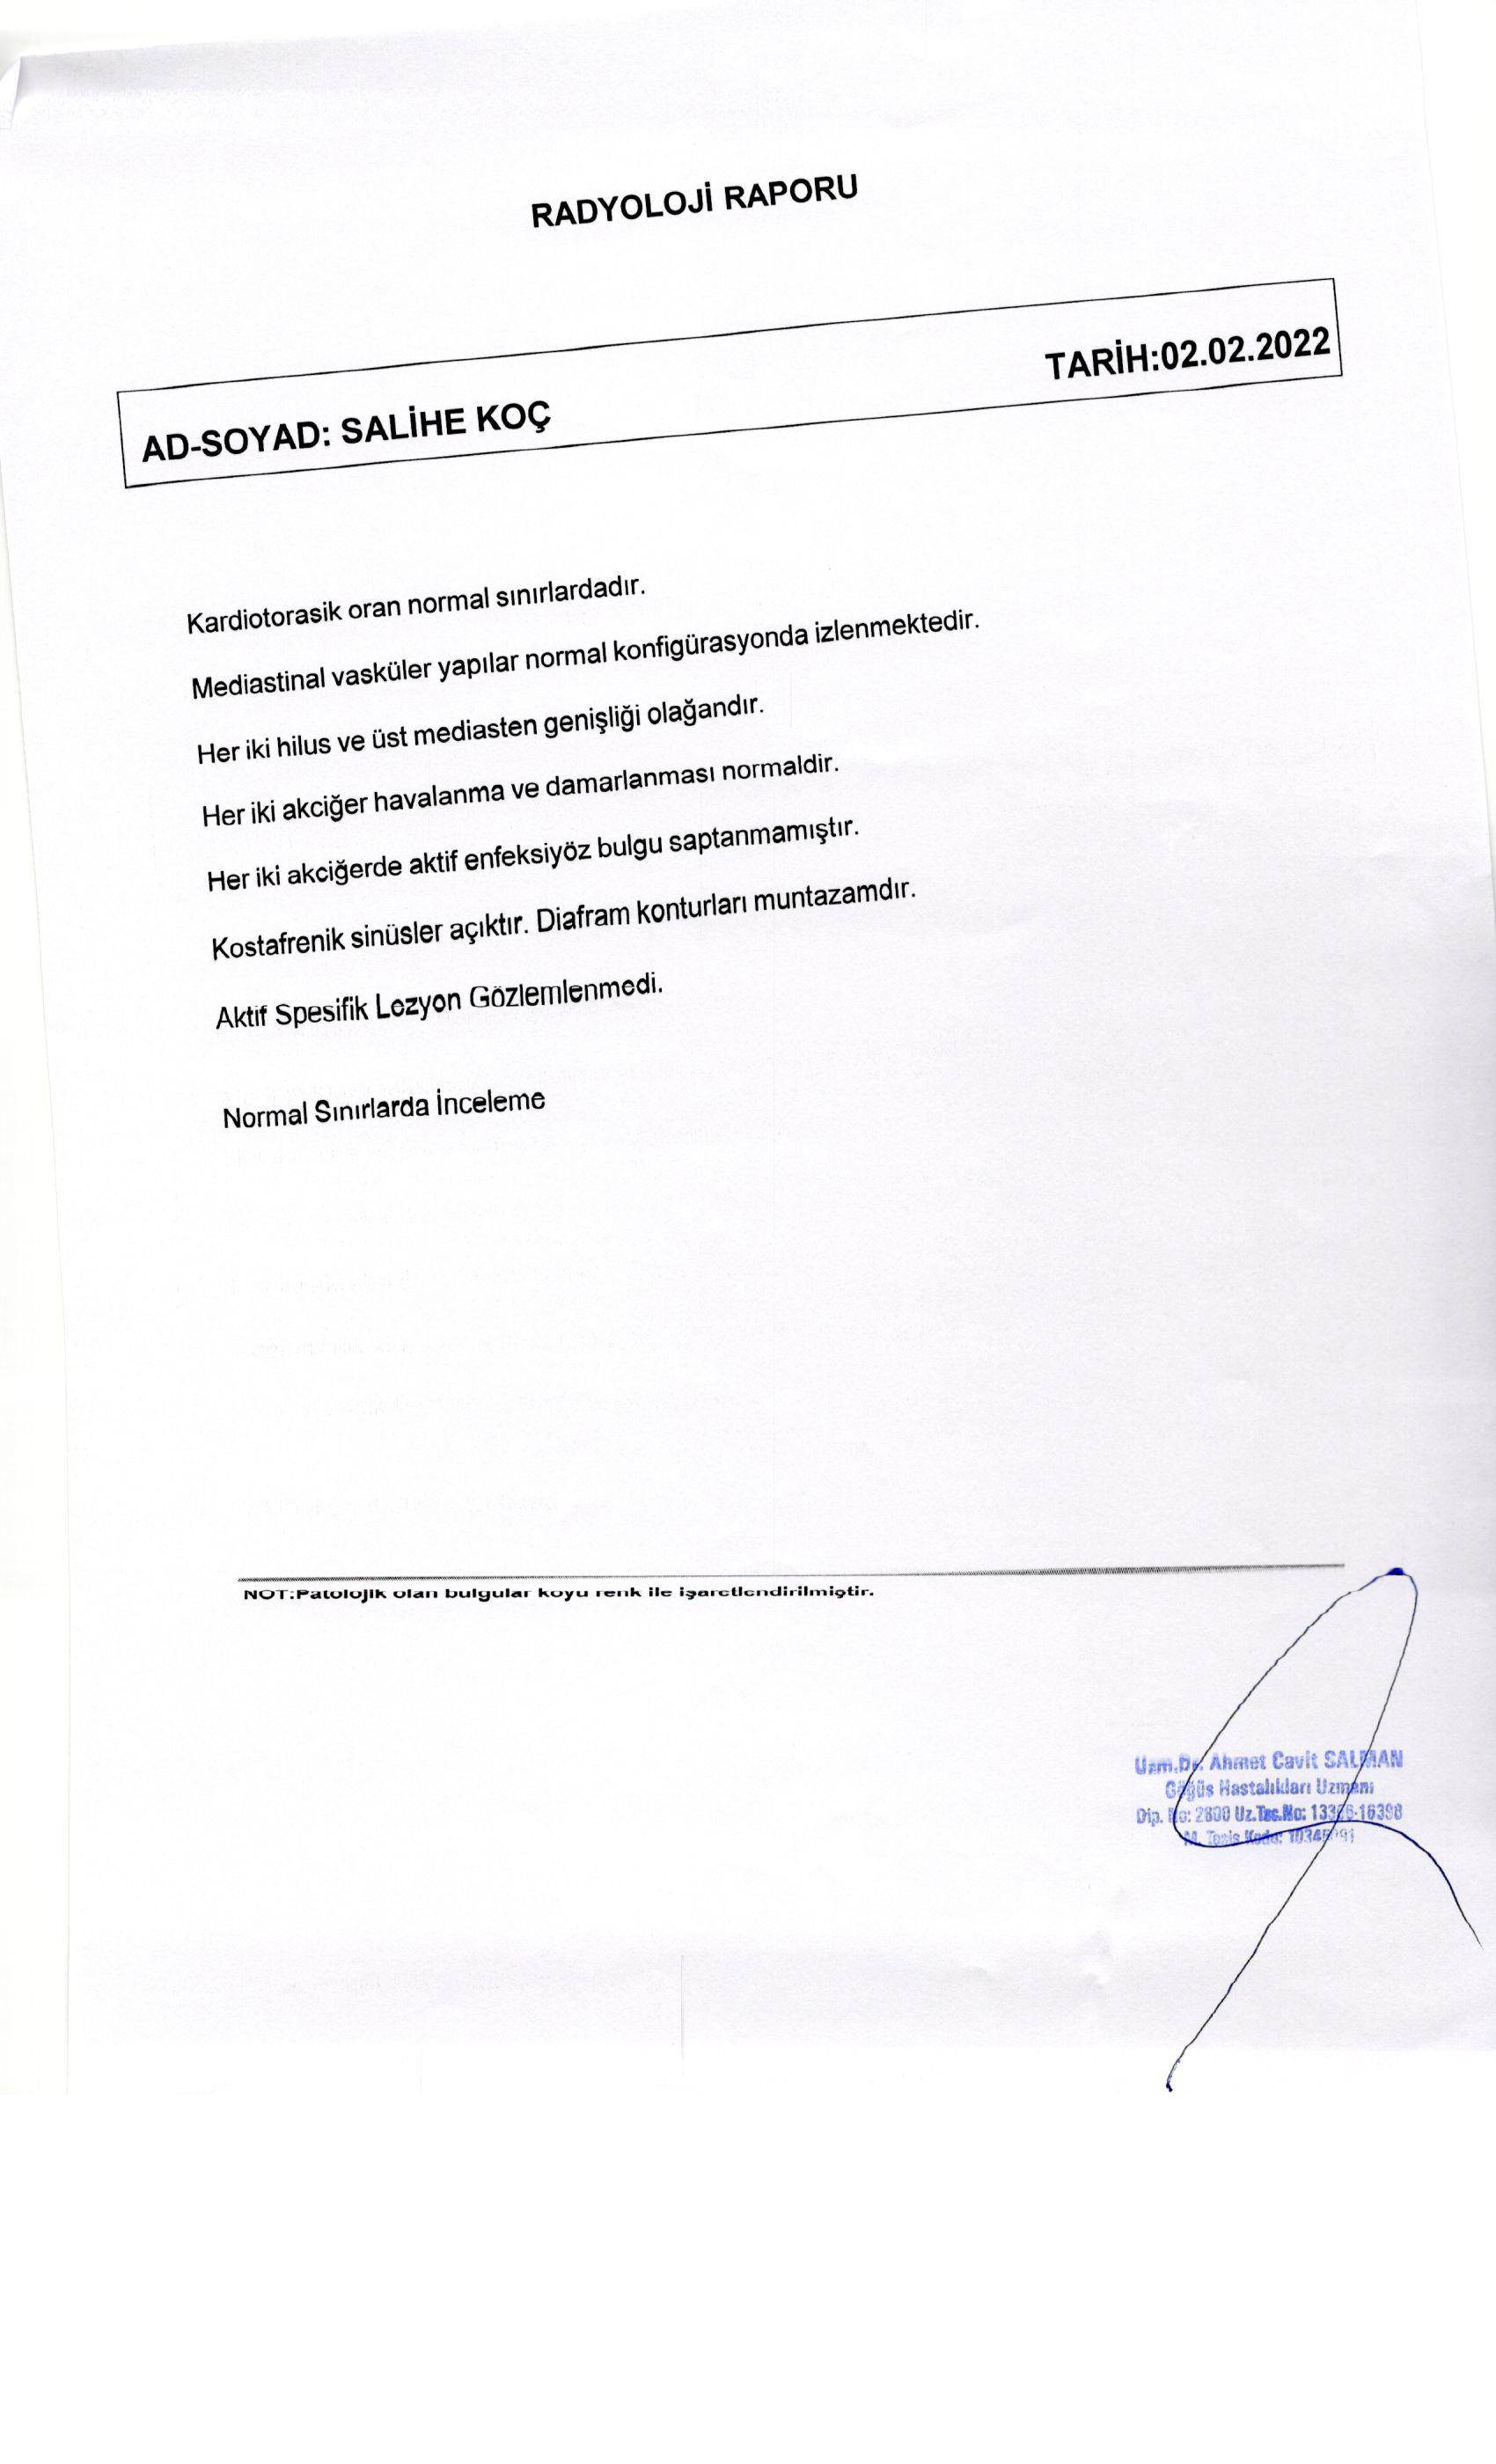 RADYOLOJİ RAPORU
AD-SOYAD: SALİHE KOÇ TARİH:02.02.2022
Kardiotorasik oran normal sınırlardadır.
Mediastinal vasküler yapılar normal konfigürasyonda izlenmektedir.
Her iki hilus ve üst mediasten genişliği olağandır.
Her iki akciğer havalanma ve damarlanması normaldir.
Her iki akciğerde aktif enfeksiyöz bulgu saptanmamıştır.
Kostafrenik sinüsler açıktır. Diafram konturları muntazamdır.
Aktif Spesifik Lezyon Gözlemlenmedi.
Normal Sınırlarda İnceleme
NOT:Patolojik olan bulgular koyu renk ile işaretlendirilmiştir.
Uzm.Dr. Ahmet Cavit SALMAN
Göğüs Hastalıkları Uzmanı
Dip. No: 2800 Uz.Tes.No:
M. Tesis Kodu: